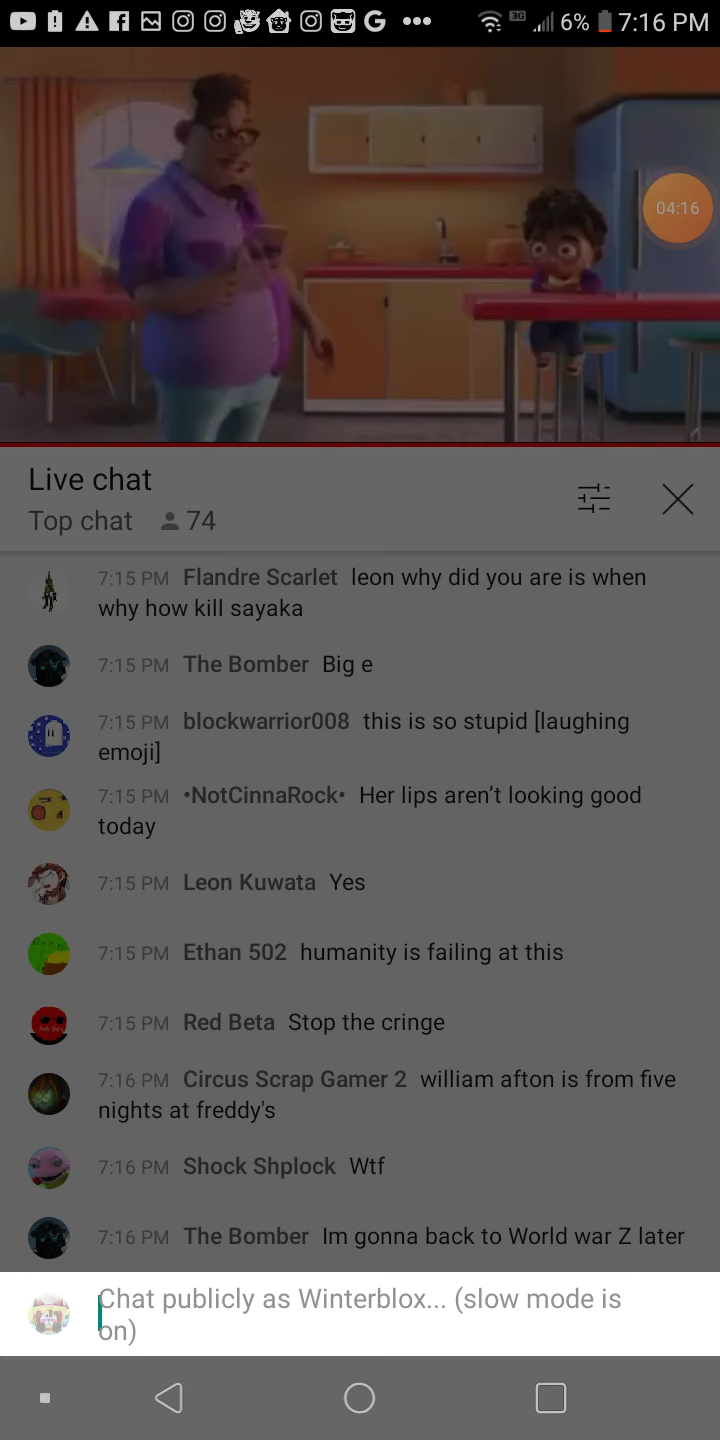 3G 6% 7:16 PM
04:16
Live chat
Top chat 74
7:15 PM Flandre Scarlet leon why did you are is when
why how kill sayaka
7:15 PM The Bomber Big e
7:15 PM blockwarrior008 this is so stupid [laughing
emoji]
7:15 PM •NotCinnaRock• Her lips aren’t looking good
today
7:15 PM Leon Kuwata Yes
7:15 PM Ethan 502 humanity is failing at this
7:15 PM Red Beta Stop the cringe
7:16 PM Circus Scrap Gamer 2 william afton is from five
nights at freddy's
7:16 PM Shock Shplock Wtf
7:16 PM The Bomber Im gonna back to World war Z later
Chat publicly as Winterblox... (slow mode is
on)